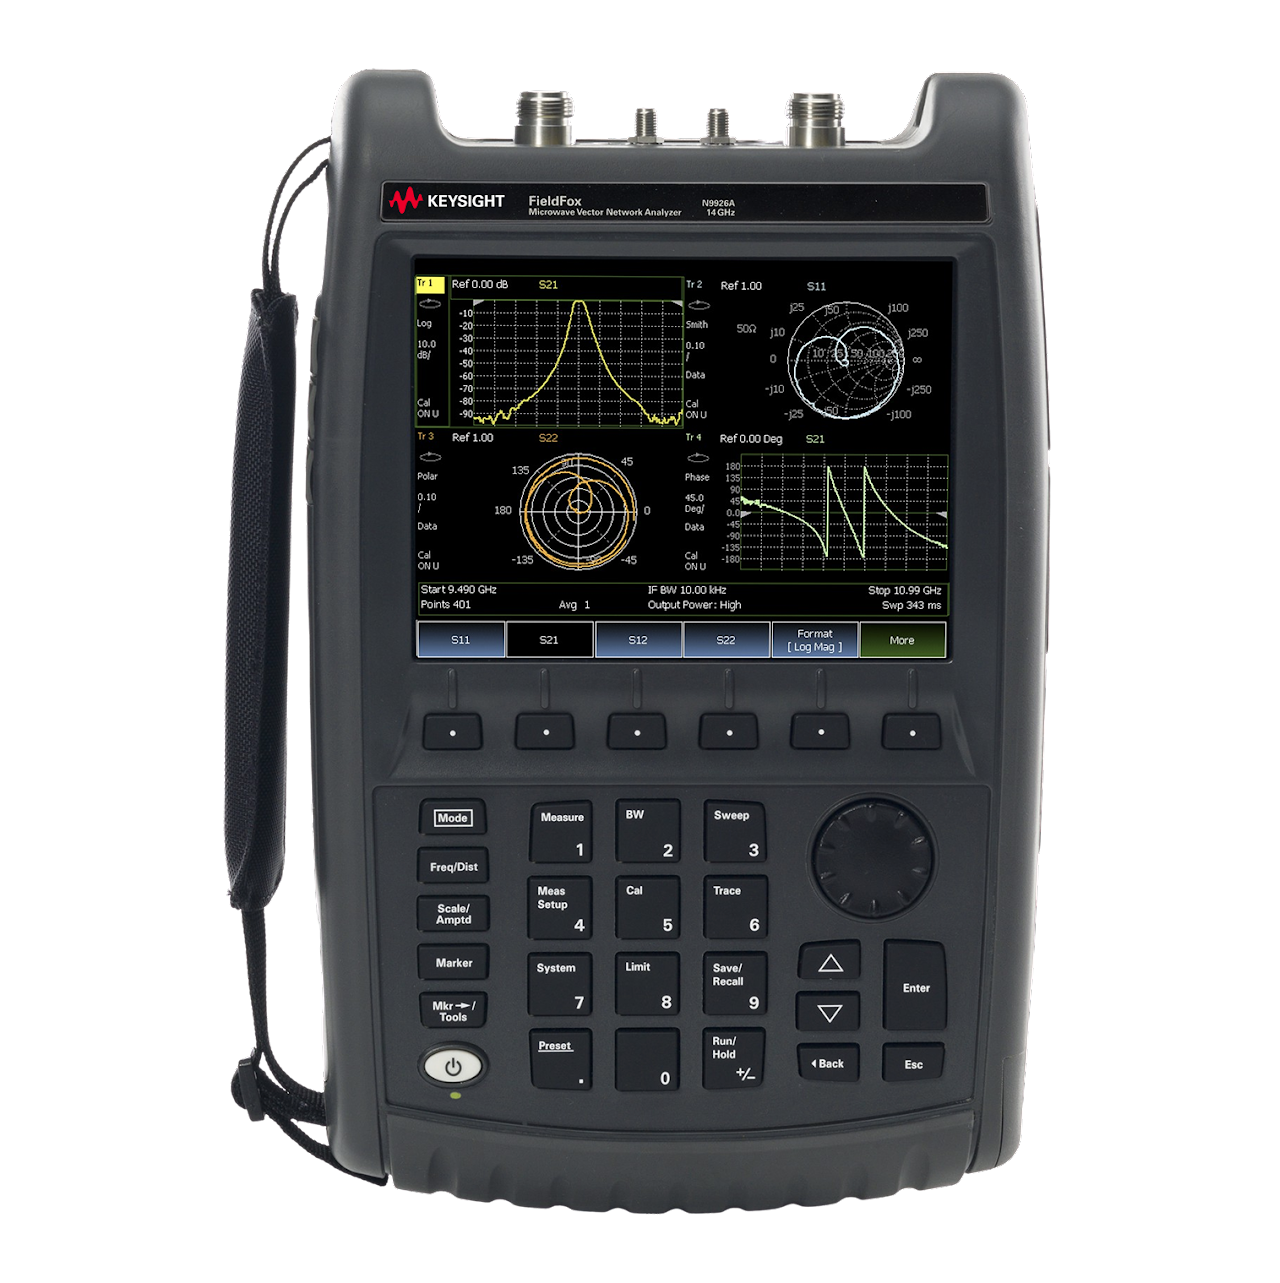 KEYSIGHT
FieldFox
Microwave Vector Network Analyzer
N9926A
14 GHz
Tr 1
Ref 0.00 dB
S21
Log
10.0
dB/
Cal
ON U
-10
-20
-30
-40
-50
-60
-70
-80
-90
Tr 2
Ref 1.00
S11
Smith
0.10
/
Data
Cal
ON U
50Ω
j25
j50
j100
j10
j250
0
10
25
50
100
∞
-j10
-j250
-j25
-j100
Tr 3
Ref 1.00
S22
Polar
0.10
/
Data
Cal
ON U
135
90
45
180
0
-135
-45
Tr 4
Ref 0.00 Deg
S21
Phase
45.0
Deg/
Data
Cal
ON U
180
135
90
45
0.0
-45
-90
-135
-180
Start 9.490 GHz
IF BW 10.00 kHz
Stop 10.99 GHz
Points 401
Avg 1
Output Power: High
Swp 343 ms
S11
S21
S12
S22
Format
[ Log Mag ]
More
Mode
Freq/Dist
Scale/
Amptd
Marker
Mkr→/
Tools
Measure
1
BW
2
Sweep
3
Meas
Setup
4
Cal
5
Trace
6
System
7
Limit
8
Save/
Recall
9
Preset
.
0
Run/
Hold
+/−
Enter
Back
Esc